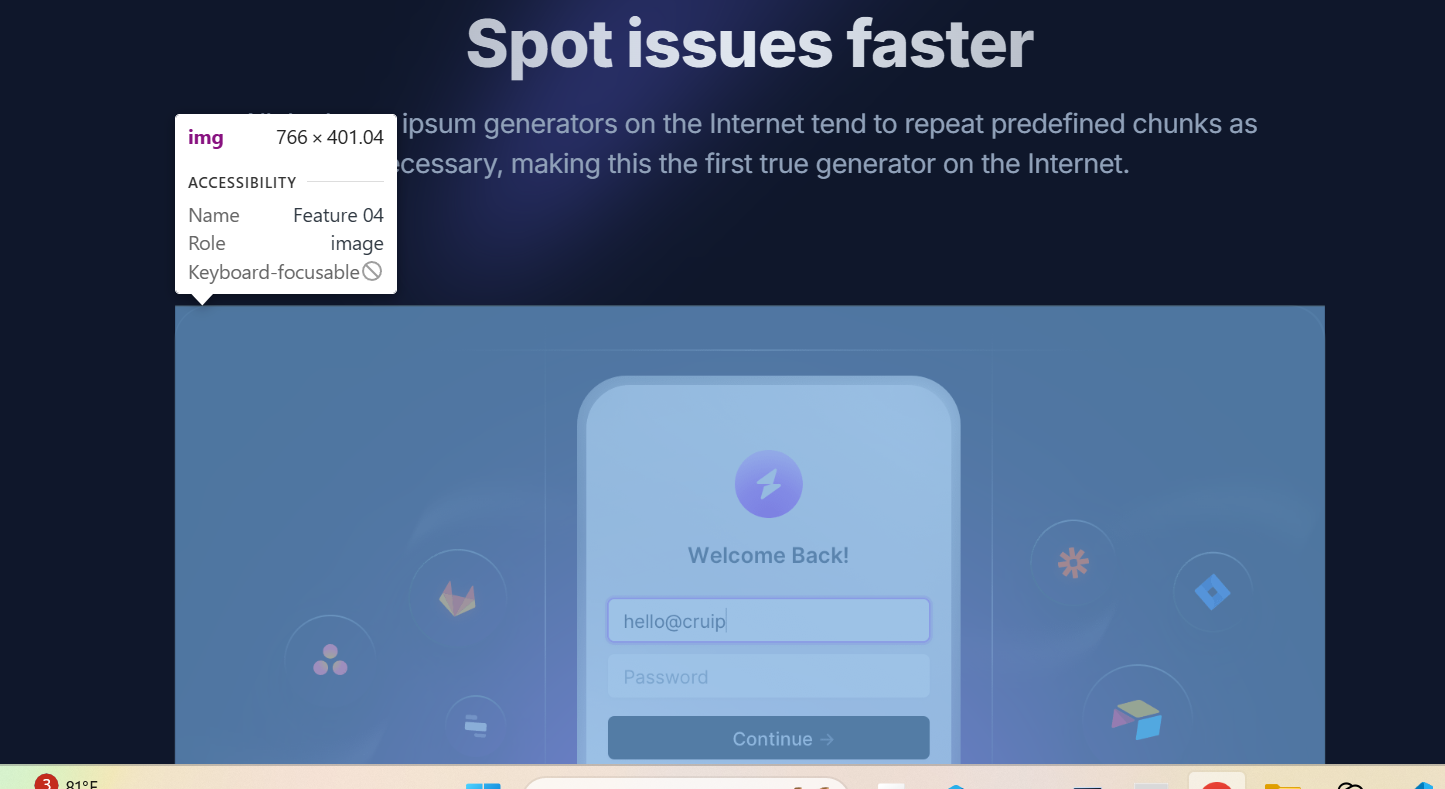 Spot issues faster
ipsum generators on the Internet tend to repeat predefined chunks as
ecessary, making this the first true generator on the Internet.
img 766 × 401.04
ACCESSIBILITY
Name Feature 04
Role image
Keyboard-focusable
Welcome Back!
hello@cruip
Password
Continue →
3
81°F